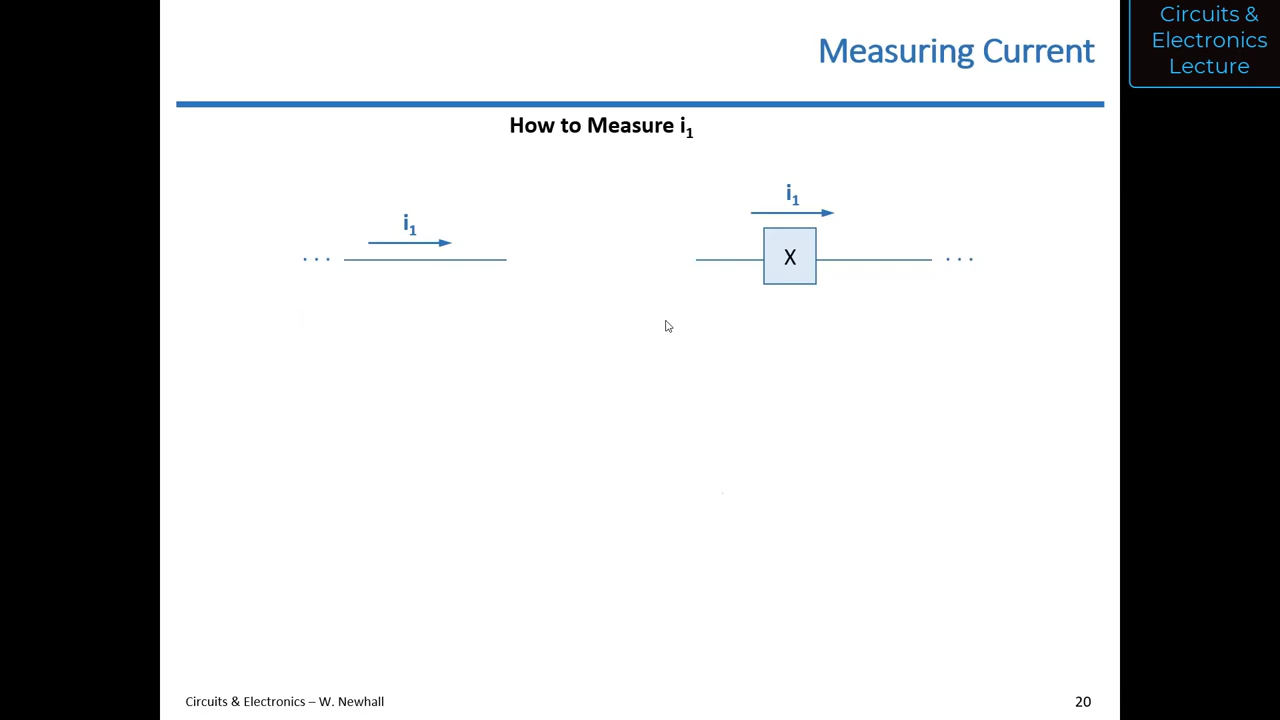 Circuits &
Electronics
Lecture
Measuring Current
How to Measure i₁
i₁
i₁
. . .
X
. . .
Circuits & Electronics – W. Newhall
20